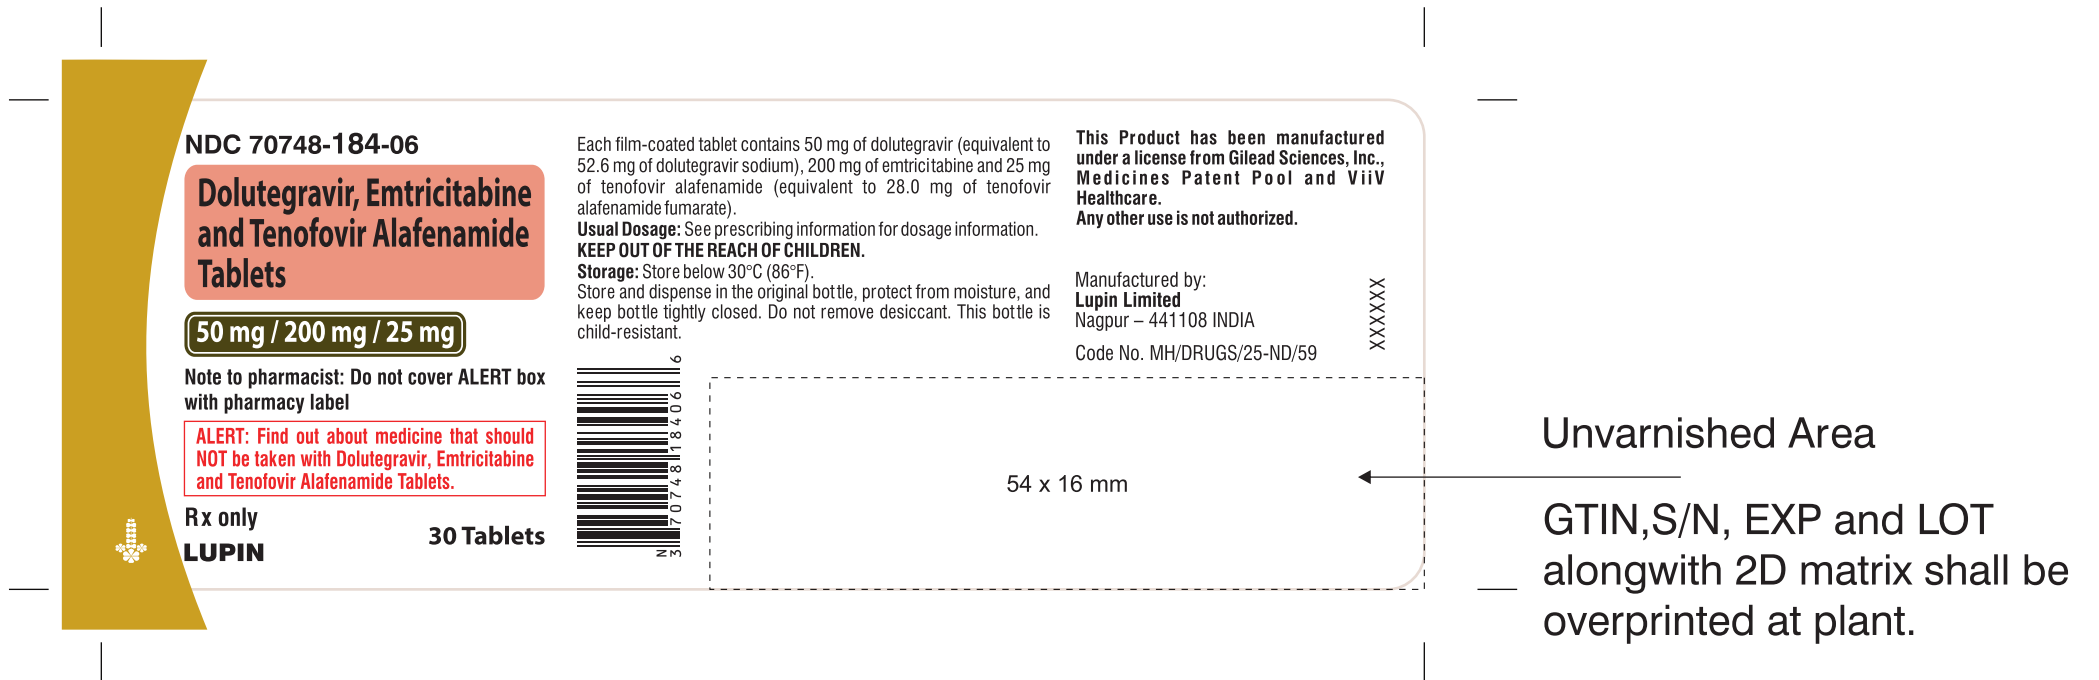 NDC 70748-184-06
Dolutegravir, Emtricitabine
and Tenofovir Alafenamide
Tablets
50 mg / 200 mg / 25 mg
Note to pharmacist: Do not cover ALERT box
with pharmacy label
ALERT: Find out about medicine that should
NOT be taken with Dolutegravir, Emtricitabine
and Tenofovir Alafenamide Tablets.
Rx only
LUPIN
30 Tablets
Each film-coated tablet contains 50 mg of dolutegravir (equivalent to
52.6 mg of dolutegravir sodium), 200 mg of emtricitabine and 25 mg
of tenofovir alafenamide (equivalent to 28.0 mg of tenofovir
alafenamide fumarate).
Usual Dosage: See prescribing information for dosage information.
KEEP OUT OF THE REACH OF CHILDREN.
Storage: Store below 30°C (86°F).
Store and dispense in the original bottle, protect from moisture, and
keep bottle tightly closed. Do not remove desiccant. This bottle is
child-resistant.
N
3 70748 18406 6
This Product has been manufactured
under a license from Gilead Sciences, Inc.,
Medicines Patent Pool and ViiV
Healthcare.
Any other use is not authorized.
Manufactured by:
Lupin Limited
Nagpur – 441108 INDIA
Code No. MH/DRUGS/25-ND/59
XXXXXXX
54 x 16 mm
Unvarnished Area
GTIN,S/N, EXP and LOT
alongwith 2D matrix shall be
overprinted at plant.